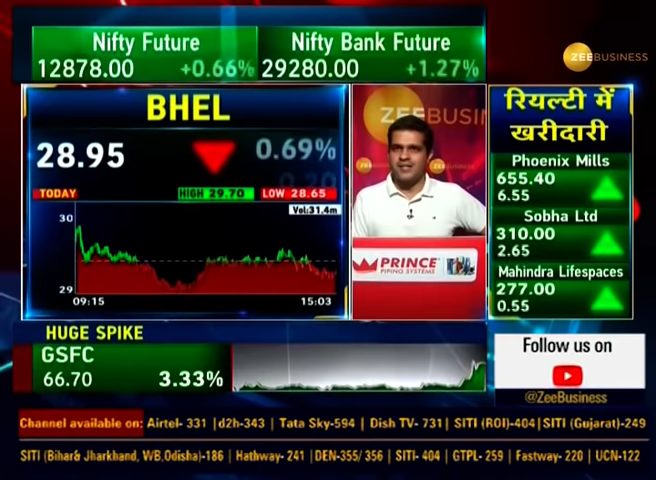 Nifty Future
12878.00 +0.66%
Nifty Bank Future
29280.00 +1.27%
ZEE BUSINESS
BHEL
28.95 0.69%
TODAY HIGH 29.70 LOW 28.65
Vol:31.4m
30
29
09:15 15:03
ZEE BUSIN
PRINCE
PIPING SYSTEMS
रियल्टी में
खरीदारी
Phoenix Mills
655.40
6.55
Sobha Ltd
310.00
2.65
Mahindra Lifespaces
277.00
0.55
HUGE SPIKE
GSFC
66.70 3.33%
Follow us on
@ZeeBusiness
Channel available on: Airtel- 331 |d2h-343 | Tata Sky-594 | Dish TV- 731| SITI (ROI)-404|SITI (Gujarat)-249
SITI (Bihar& Jharkhand, WB,Odisha)-186 | Hathway- 241 |DEN-355/ 356 | SITI- 404 | GTPL- 259 | Fastway- 220 | UCN-122